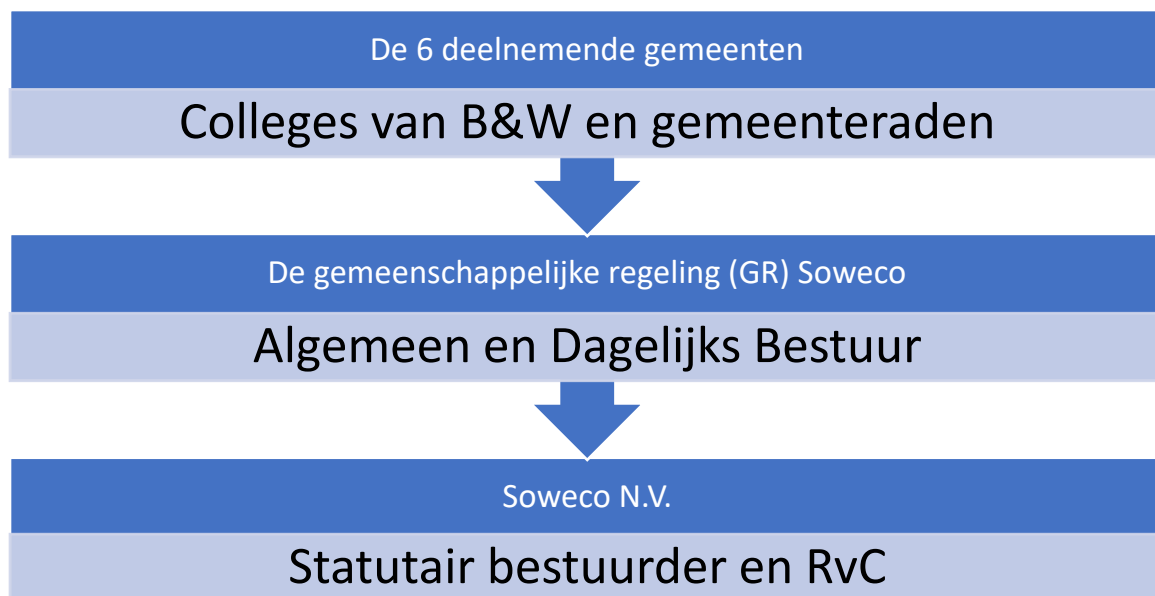 De 6 deelnemende gemeenten
Colleges van B&W en gemeenteraden
De gemeenschappelijke regeling (GR) Soweco
Algemeen en Dagelijks Bestuur
Soweco N.V.
Statutair bestuurder en RvC